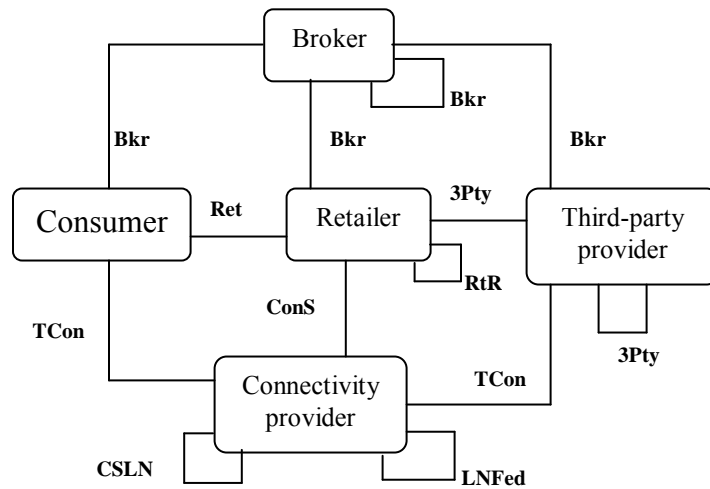 Broker
Bkr
Bkr
Bkr
Bkr
Consumer
Ret
Retailer
3Pty
Third-party
provider
RtR
ConS
TCon
3Pty
Connectivity
provider
TCon
CSLN
LNFed